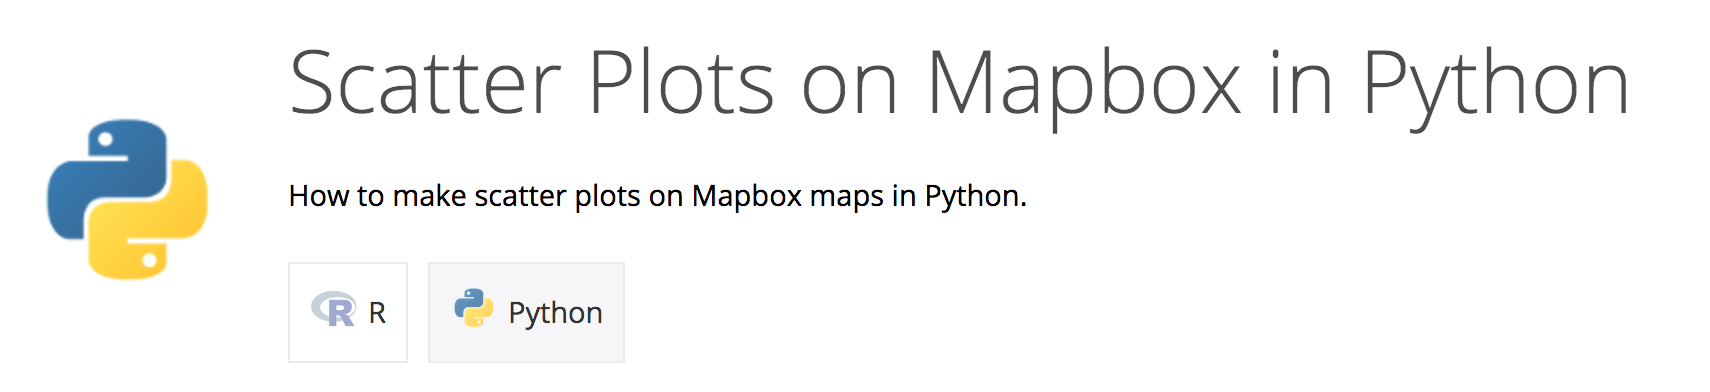 Scatter Plots on Mapbox in Python
How to make scatter plots on Mapbox maps in Python.
R R Python